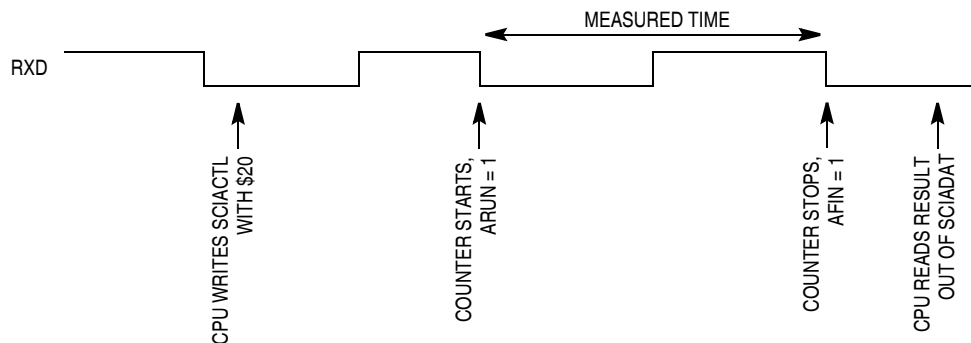 MEASURED TIME
RXD
CPU WRITES SCIACTL
WITH $20
COUNTER STARTS,
ARUN = 1
COUNTER STOPS,
AFIN = 1
CPU READS RESULT
OUT OF SCIADAT